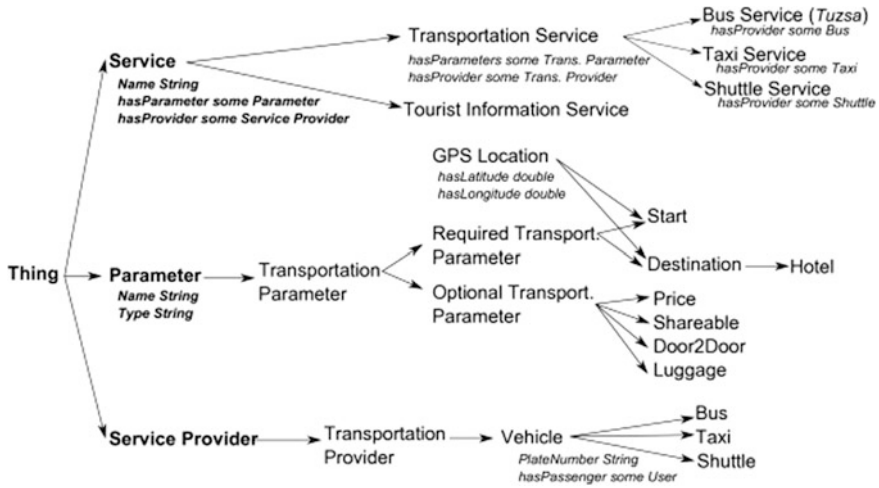 Bus Service (Tuzsa)
hasProvider some Bus
Transportation Service
hasParameters some Trans. Parameter
hasProvider some Trans. Provider
Taxi Service
hasProvider some Taxi
Shuttle Service
hasProvider some Shuttle
Service
Name String
hasParameter some Parameter
hasProvider some Service Provider
Tourist Information Service
GPS Location
hasLatitude double
hasLongitude double
Start
Required Transport.
Parameter
Destination
Hotel
Thing
Parameter
Name String
Type String
Transportation
Parameter
Optional Transport.
Parameter
Price
Shareable
Door2Door
Luggage
Service Provider
Transportation
Provider
Vehicle
PlateNumber String
hasPassenger some User
Bus
Taxi
Shuttle